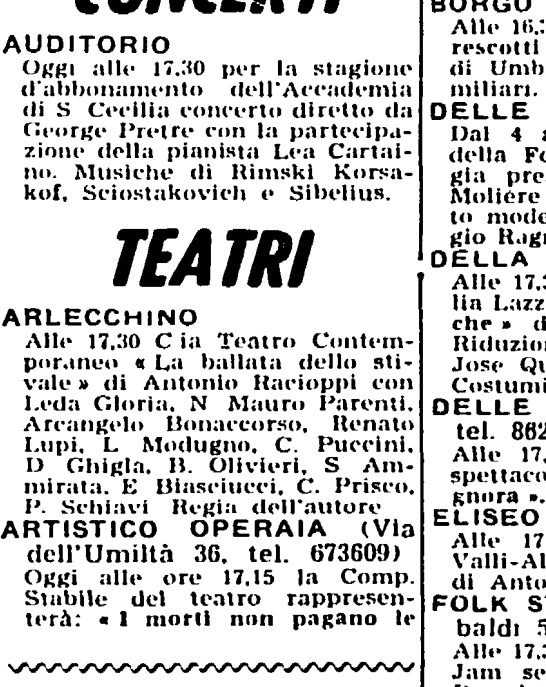 CONCERTI
AUDITORIO
Oggi alle 17.30 per la stagione
d'abbonamento dell'Accademia
di S Cecilia concerto diretto da
George Pretre con la partecipa-
zione della pianista Lea Cartai-
no. Musiche di Rimski Korsa-
kof, Sciostakovich e Sibelius.
TEATRI
ARLECCHINO
Alle 17,30 C ia Teatro Contem-
poraneo « La ballata dello sti-
vale » di Antonio Racioppi con
Leda Gloria, N Mauro Parenti,
Arcangelo Bonaccorso, Renato
Lupi, L Modugno, C. Puccini,
D Ghigla, B. Olivieri, S Am-
mirata, E Biasciucci, C. Prisco,
P. Schiavi Regia dell'autore
ARTISTICO OPERAIA (Via
dell'Umiltà 36, tel. 673609)
Oggi alle ore 17,15 la Comp.
Stabile del teatro rappresen-
terà: « I morti non pagano le
BORGO
Alle 16.3
rescotti
di Umb
miliari.
DELLE
Dal 4 a
della Fo
gia pre
Molière
to mode
gio Ragn
DELLA
Alle 17.3
lia Lazz
che » d
Riduzion
Jose Qu
Costumi
DELLE
tel. 862
Alle 17,
spettaco
gnora ».
ELISEO
Alle 17
Valli-Al
di Anto
FOLK S
baldi 5
Alle 17.3
Jam se